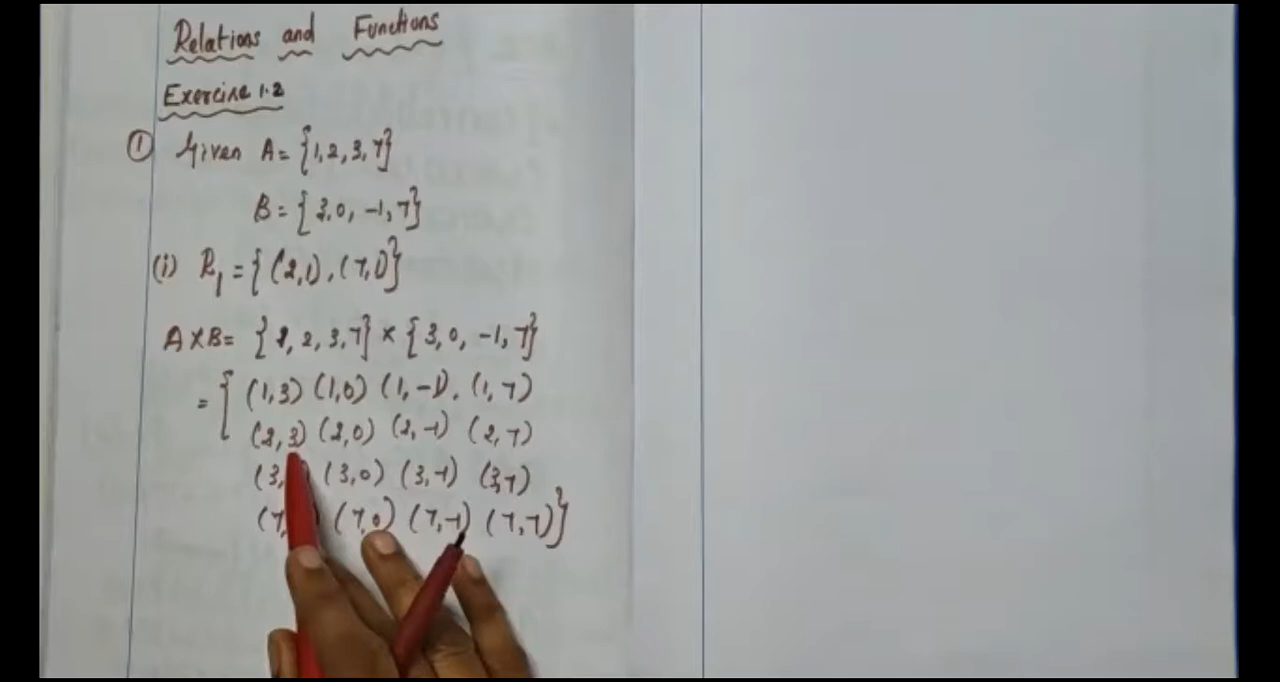 Relations and Functions
Exercise 1.2
① Given A = {1, 2, 3, 7}
B = {3, 0, -1, 7}
(i) R₁ = {(2,1), (7,1)}
A×B = {1, 2, 3, 7} × {3, 0, -1, 7}
= { (1,3) (1,0) (1,-1), (1,7)
(2,3) (2,0) (2,-1) (2,7)
(3, (3,0) (3,-1) (3,7)
(7, (7,0) (7,-1) (7,7)}